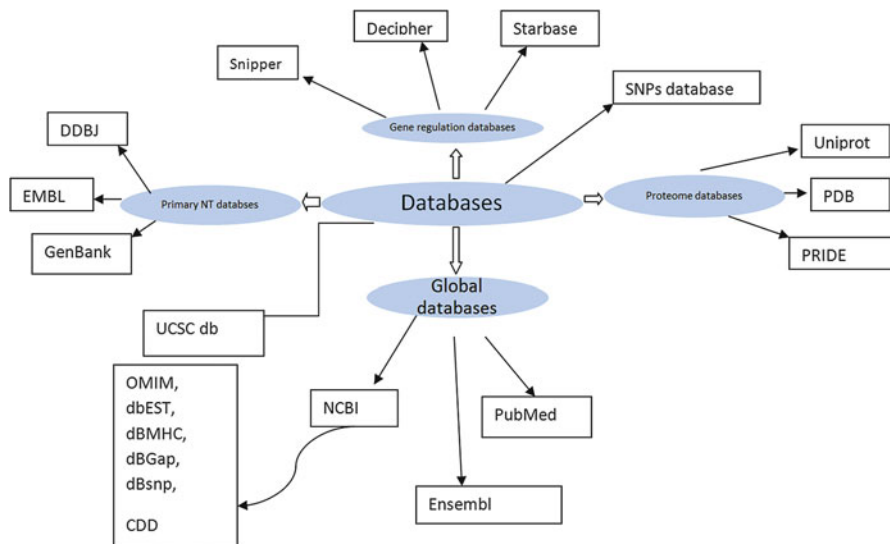 Decipher
Starbase
Snipper
SNPs database
Gene regulation databases
DDBJ
Uniprot
EMBL
Primary NT databses
Databases
Proteome databases
PDB
GenBank
PRIDE
Global
databases
UCSC db
OMIM,
dbEST,
dBMHC,
dBGap,
dBsnp,
CDD
NCBI
PubMed
Ensembl